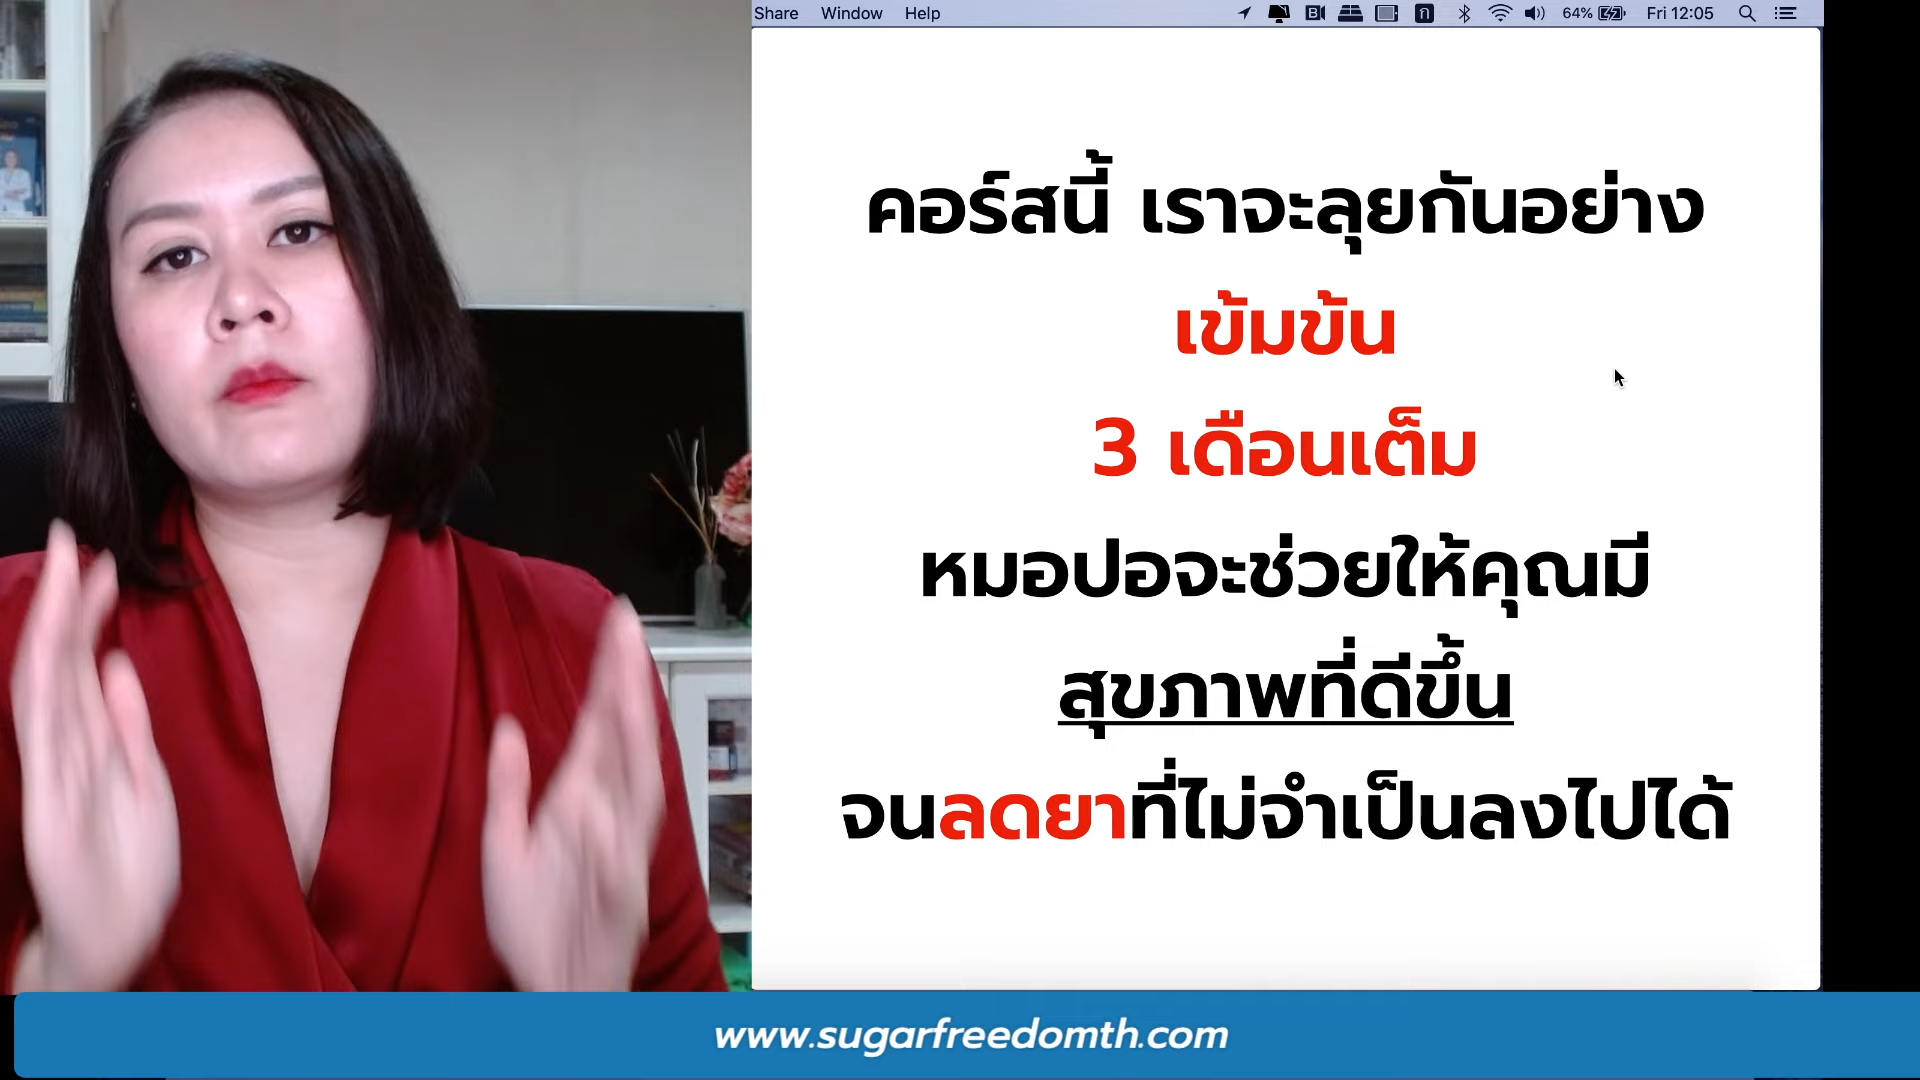 Share Window Help 64% Fri 12:05
คอร์สนี้ เราจะลุยกันอย่าง
เข้มข้น
3 เดือนเต็ม
หมอปอจะช่วยให้คุณมี
สุขภาพที่ดีขึ้น
จนลดยาที่ไม่จำเป็นลงไปได้
www.sugarfreedomth.com